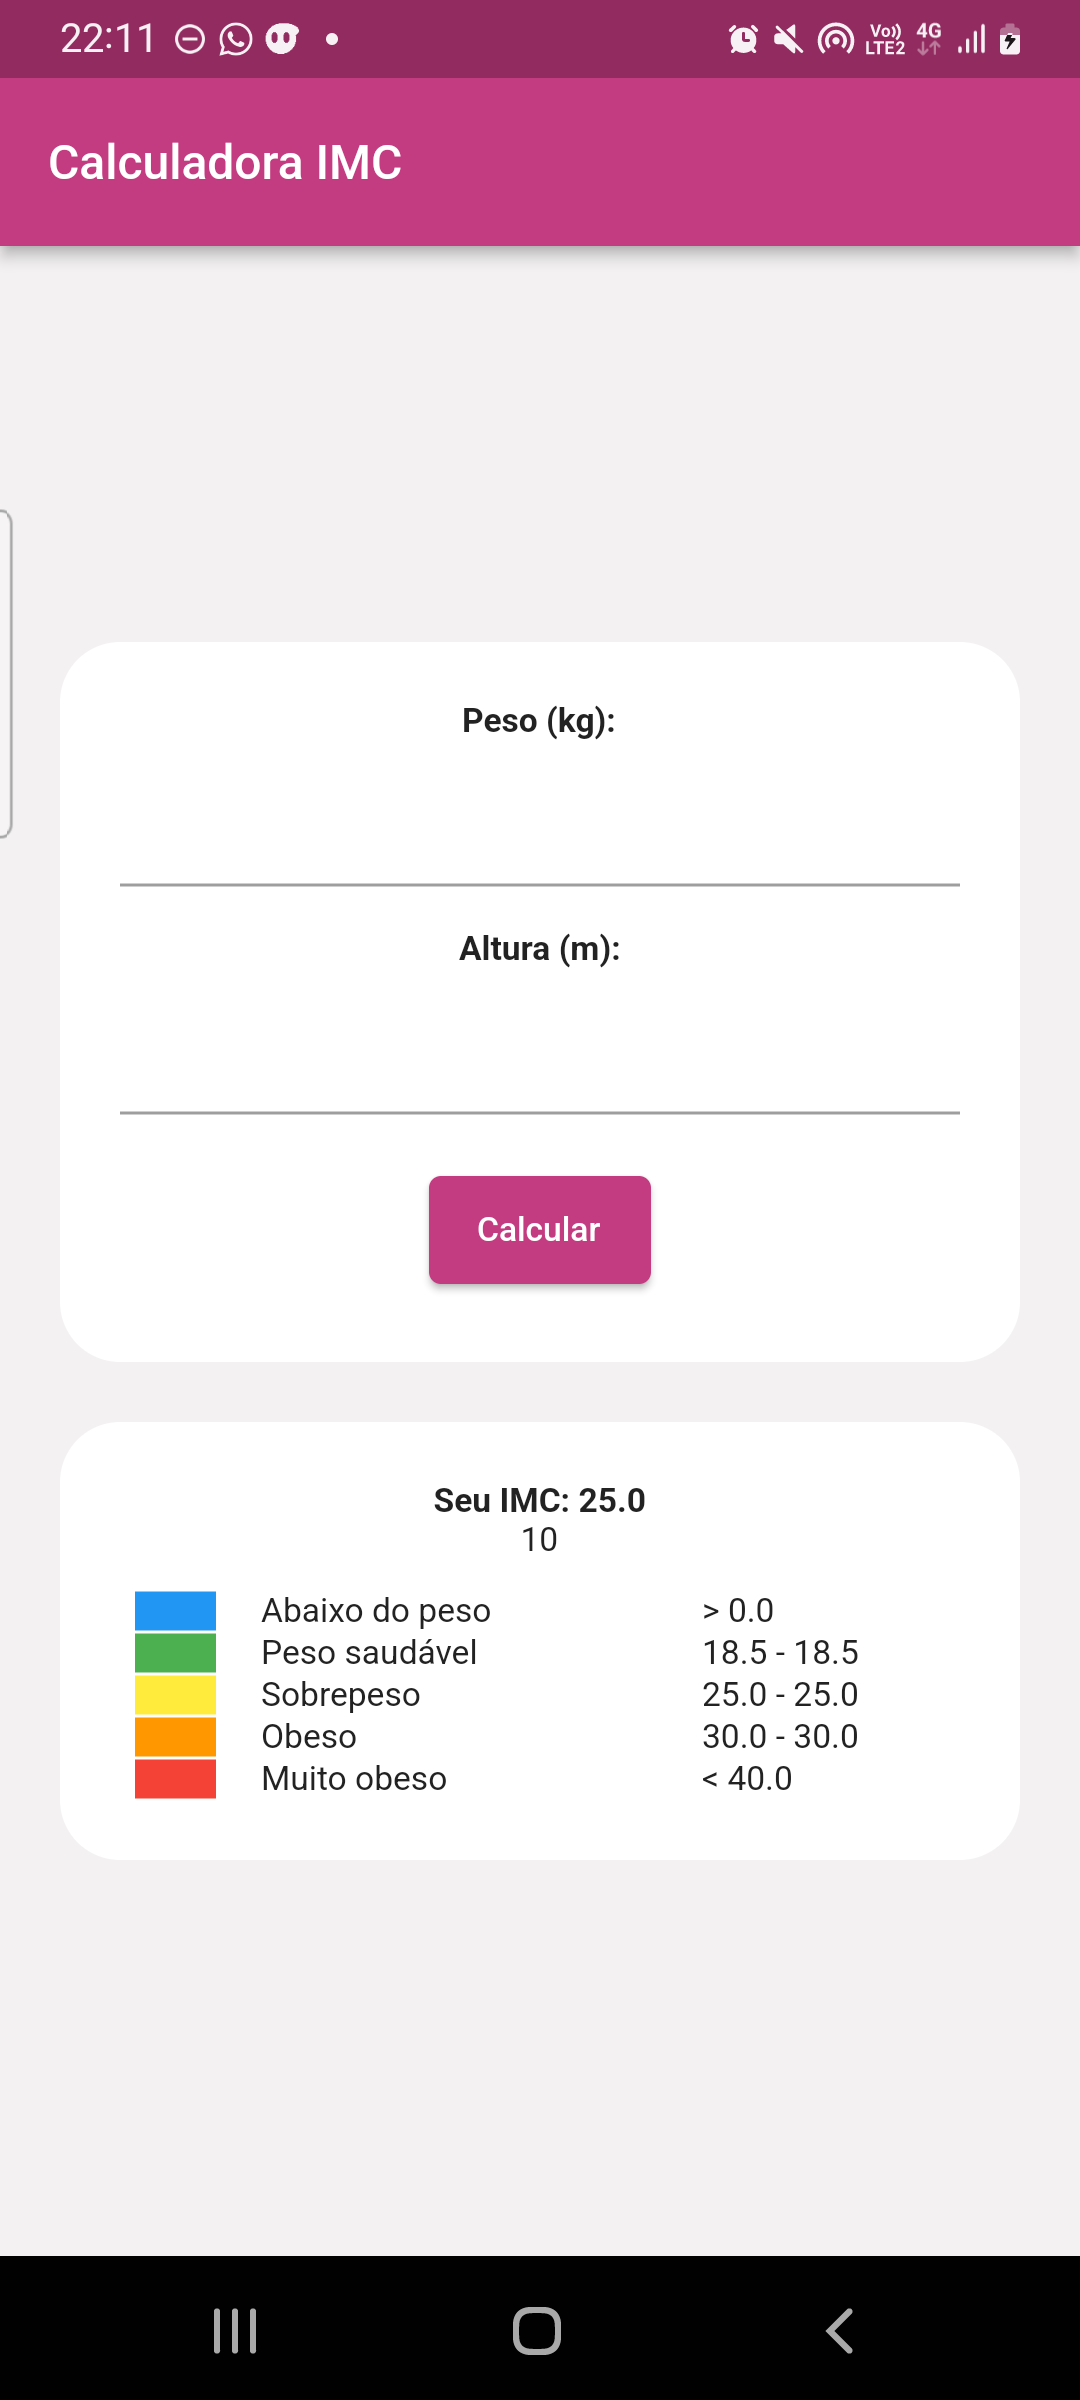 22:11 Vo)) LTE2 4G
Calculadora IMC
Peso (kg):
Altura (m):
Calcular
Seu IMC: 25.0
10
Abaixo do peso > 0.0
Peso saudável 18.5 - 18.5
Sobrepeso 25.0 - 25.0
Obeso 30.0 - 30.0
Muito obeso < 40.0